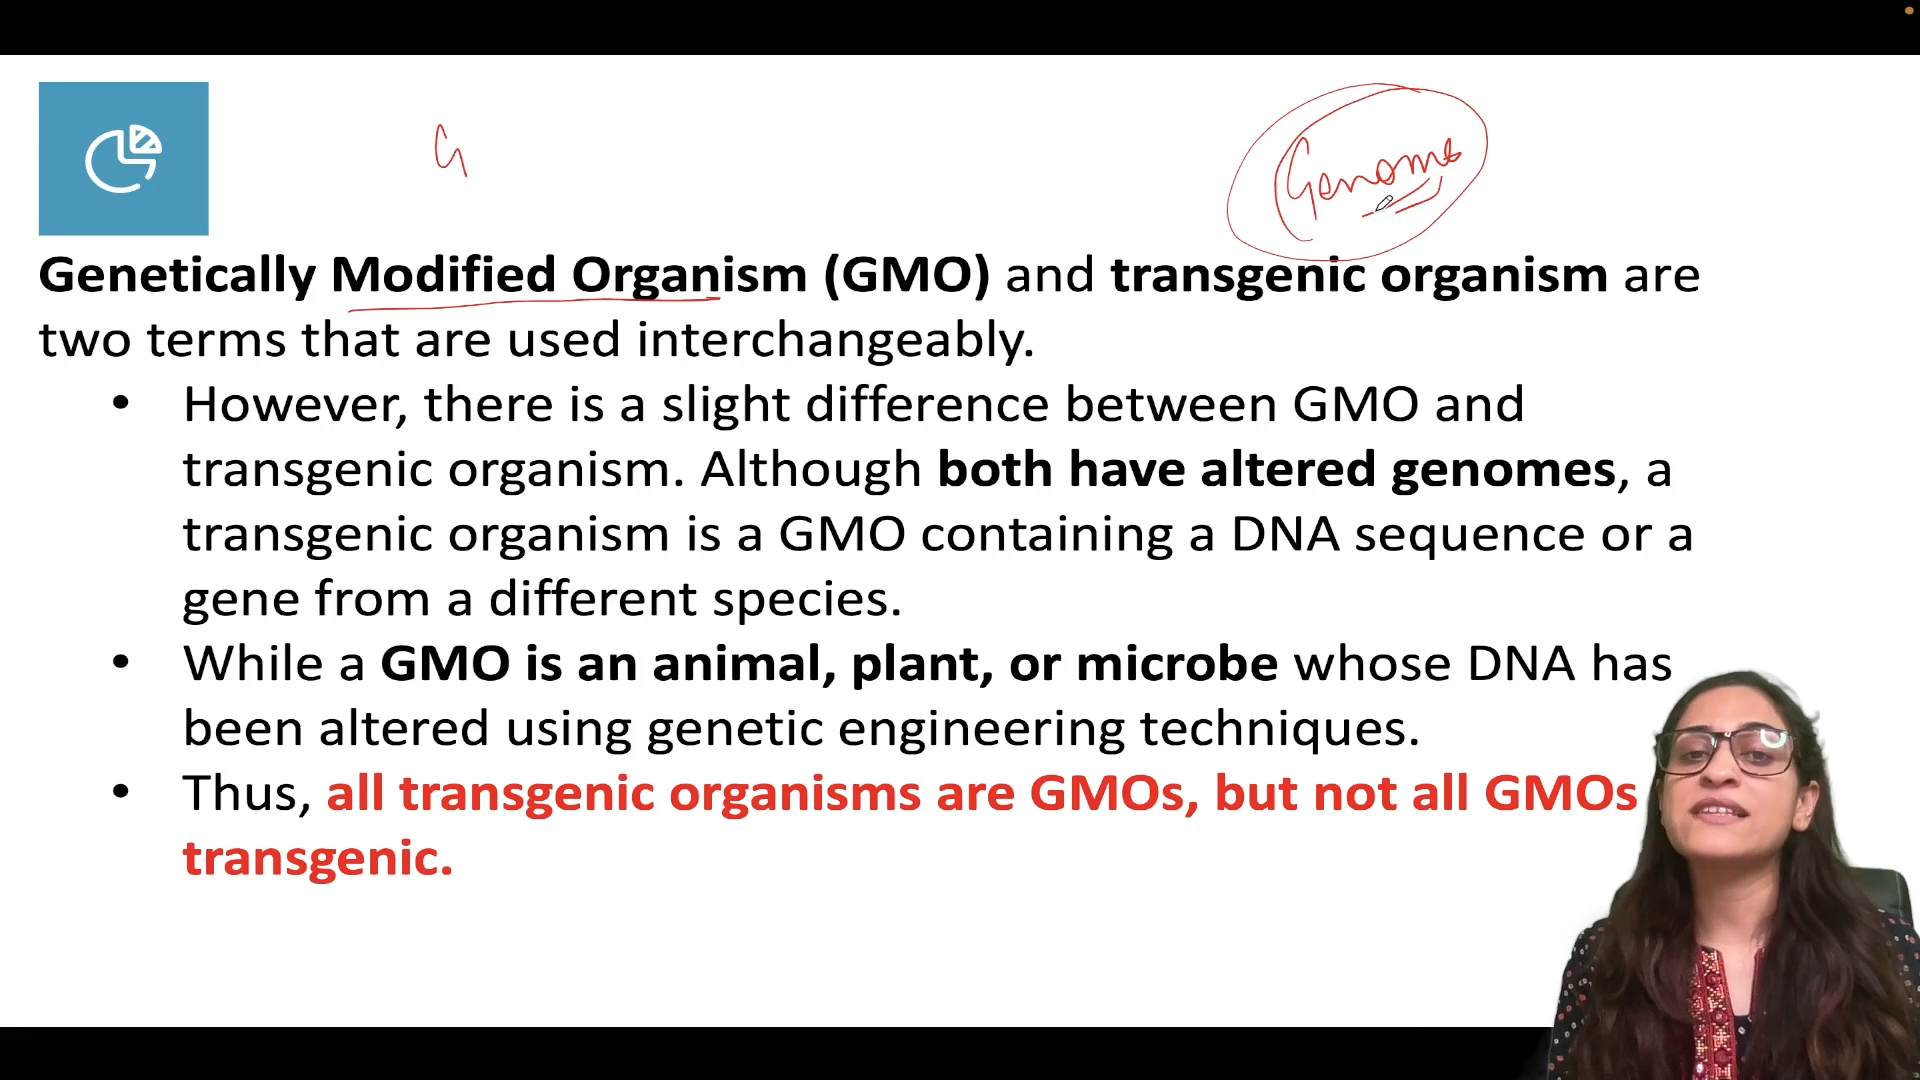 G
Genome
Genetically Modified Organism (GMO) and transgenic organism are
two terms that are used interchangeably.
• However, there is a slight difference between GMO and
transgenic organism. Although both have altered genomes, a
transgenic organism is a GMO containing a DNA sequence or a
gene from a different species.
• While a GMO is an animal, plant, or microbe whose DNA has
been altered using genetic engineering techniques.
• Thus, all transgenic organisms are GMOs, but not all GMOs
transgenic.